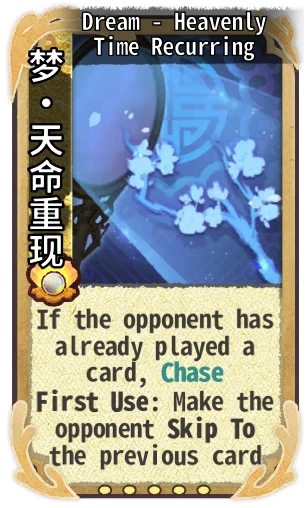 Dream - Heavenly
Time Recurring
梦·天命重现
If the opponent has
already played a
card, Chase
First Use: Make the
opponent Skip To
the previous card